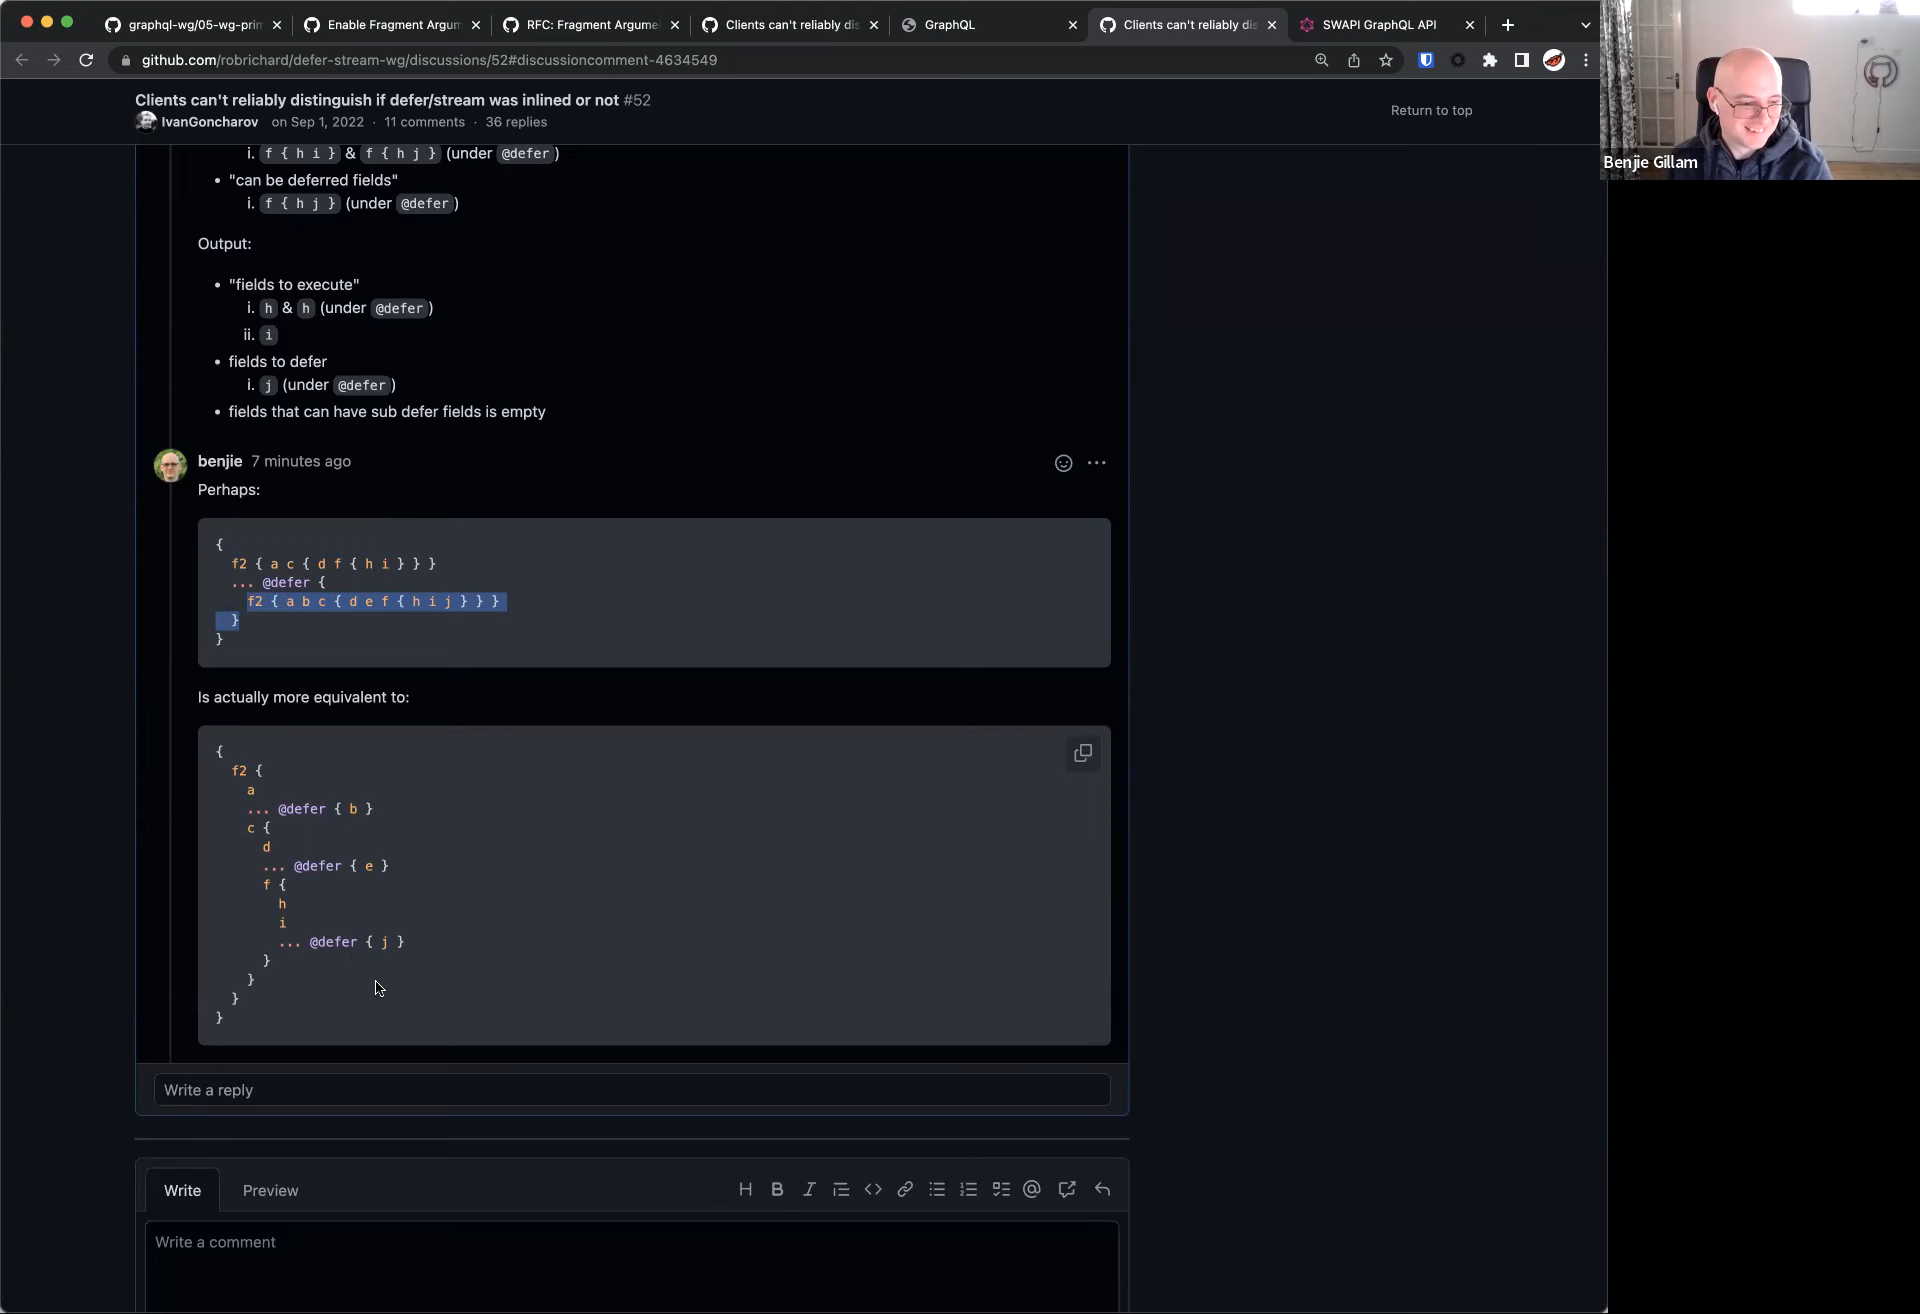 graphql-wg/05-wg-prim
Enable Fragment Argum
RFC: Fragment Argume
Clients can't reliably dis
GraphQL
Clients can't reliably dis
SWAPI GraphQL API
github.com/robrichard/defer-stream-wg/discussions/52#discussioncomment-4634549
Clients can't reliably distinguish if defer/stream was inlined or not #52
IvanGoncharov on Sep 1, 2022 · 11 comments · 36 replies
Return to top
Benjie Gillam
i. f { h i } & f { h j } (under @defer)
• "can be deferred fields"
i. f { h j } (under @defer)
Output:
• "fields to execute"
i. h & h (under @defer)
ii. i
• fields to defer
i. j (under @defer)
• fields that can have sub defer fields is empty
benjie 7 minutes ago
Perhaps:
{
f2 { a c { d f { h i } } }
... @defer {
f2 { a b c { d e f { h i j } } }
}
}
Is actually more equivalent to:
{
f2 {
a
... @defer { b }
c {
d
... @defer { e }
f {
h
i
... @defer { j }
}
}
}
}
Write a reply
Write
Preview
Write a comment